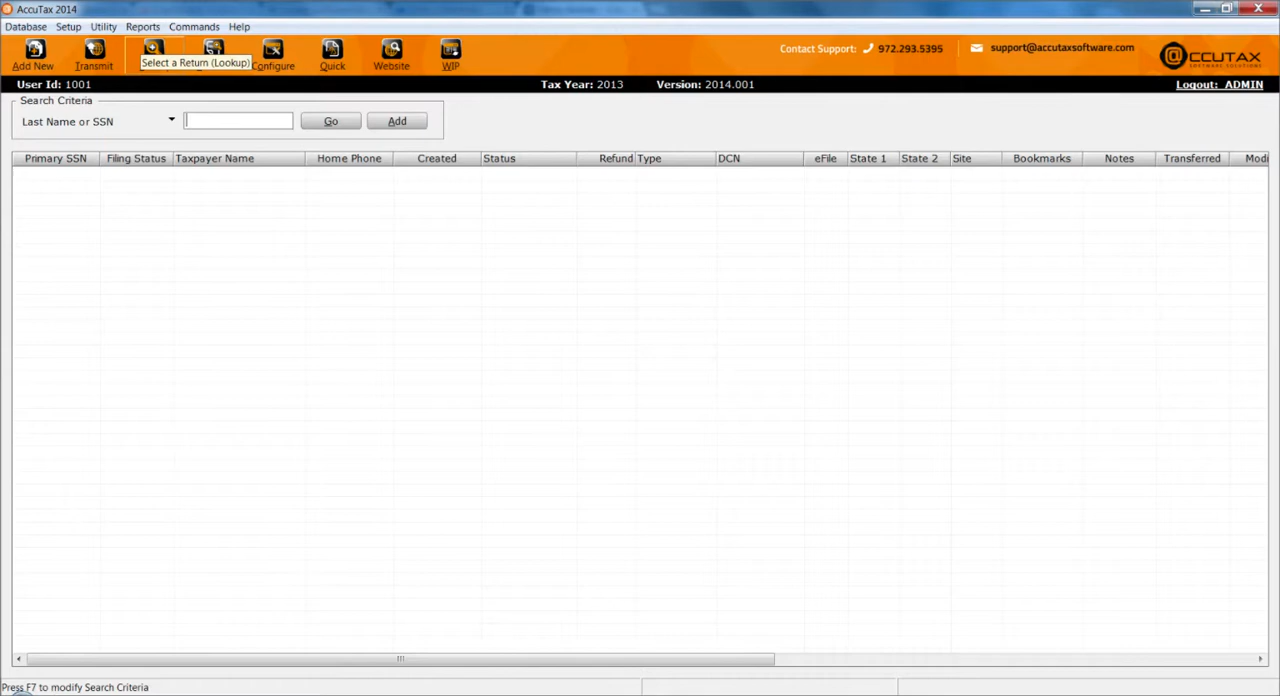 AccuTax 2014
Database Setup Utility Reports Commands Help
Add New Transmit Configure Quick Website WIP
Select a Return (Lookup)
Contact Support: 972.293.5395 support@accutaxsoftware.com @CCUTAX
SOFTWARE SOLUTIONS
User Id: 1001 Tax Year: 2013 Version: 2014.001 Logout: ADMIN
Search Criteria
Last Name or SSN Go Add
Primary SSN Filing Status Taxpayer Name Home Phone Created Status Refund Type DCN eFile State 1 State 2 Site Bookmarks Notes Transferred Modi
Press F7 to modify Search Criteria